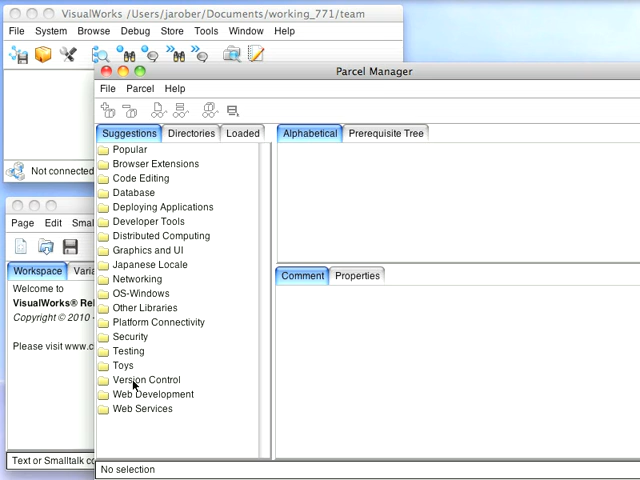 VisualWorks /Users/jarober/Documents/working_771/team
File System Browse Debug Store Tools Window Help
Parcel Manager
File Parcel Help
Suggestions Directories Loaded
Alphabetical Prerequisite Tree
Popular
Browser Extensions
Code Editing
Database
Deploying Applications
Developer Tools
Distributed Computing
Graphics and UI
Japanese Locale
Networking
OS-Windows
Other Libraries
Platform Connectivity
Security
Testing
Toys
Version Control
Web Development
Web Services
Comment Properties
No selection
Not connected
Page Edit
Workspace
Welcome to
VisualWorks®
Copyright © 2010
Please visit
Text or Smalltalk